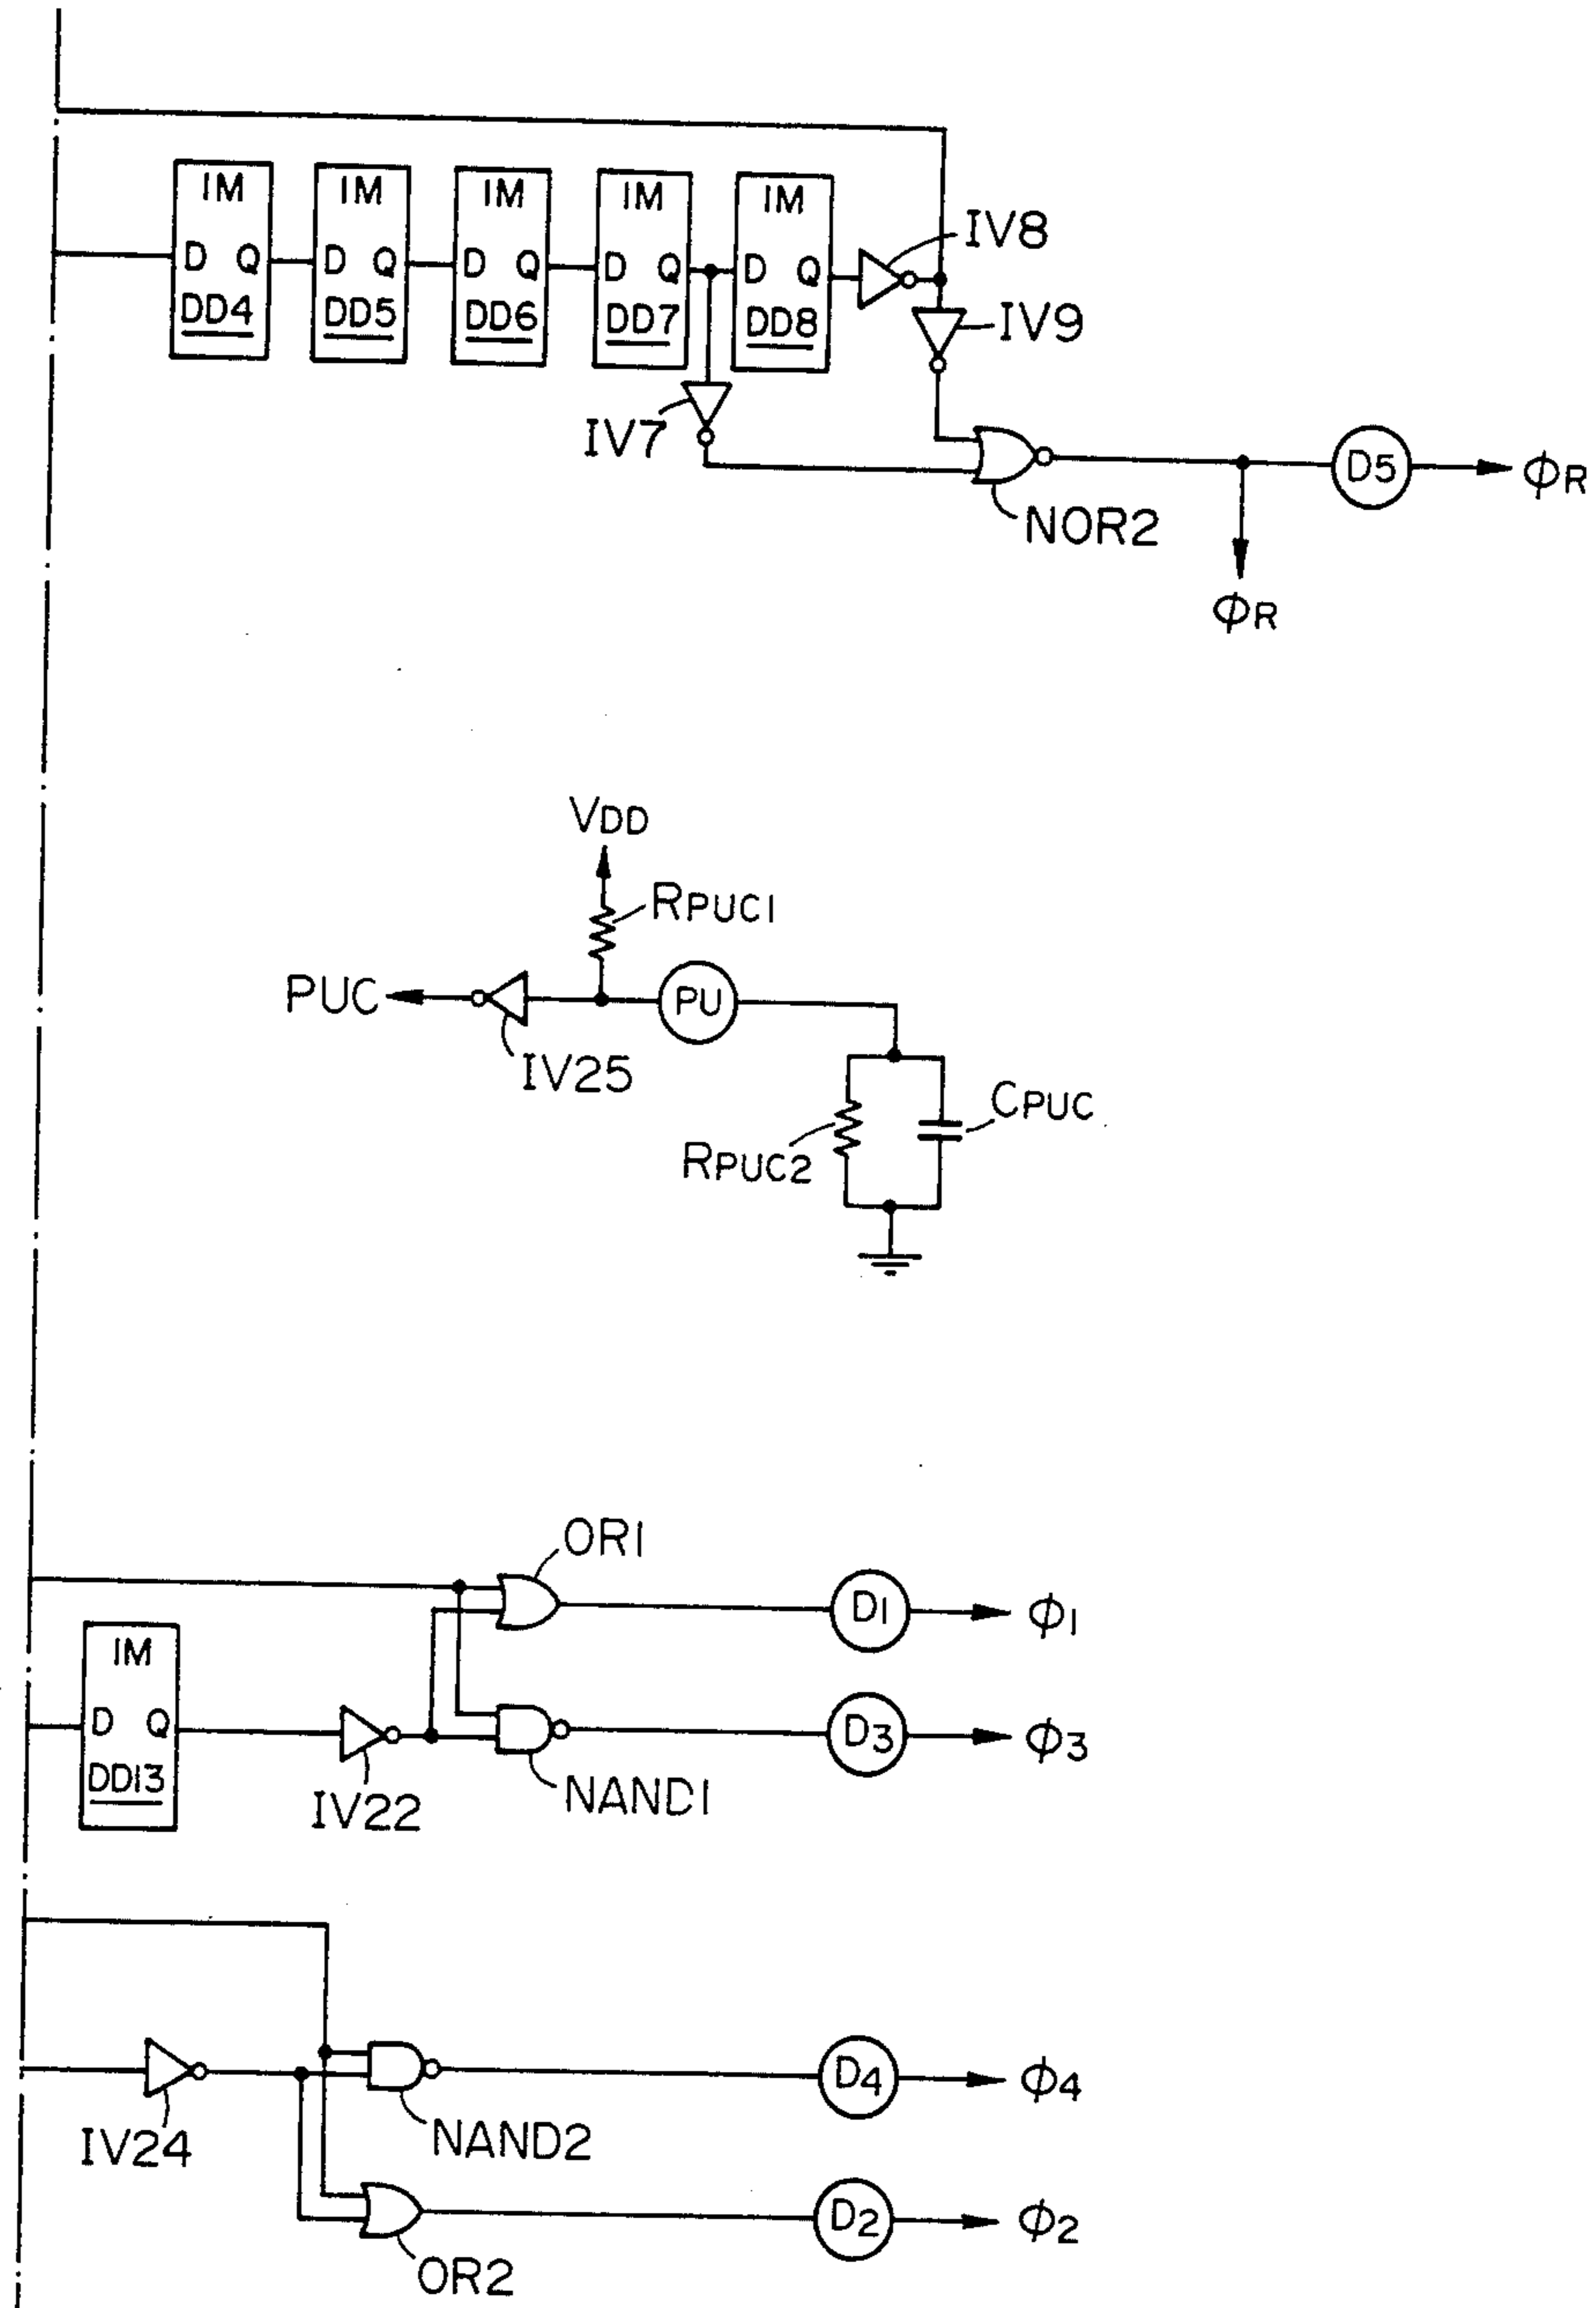 IM IM IM IM IM
D Q D Q D Q D Q D Q
DD4 DD5 DD6 DD7 DD8
IV8
IV9
IV7
D5
ΦR
NOR2
ΦR
VDD
RPUC1
PUC
PU
IV25
CPUC
RPUC2
OR1
D1
Φ1
IM
D Q
DD13
D3
Φ3
IV22
NAND1
D4
Φ4
IV24
NAND2
D2
Φ2
OR2